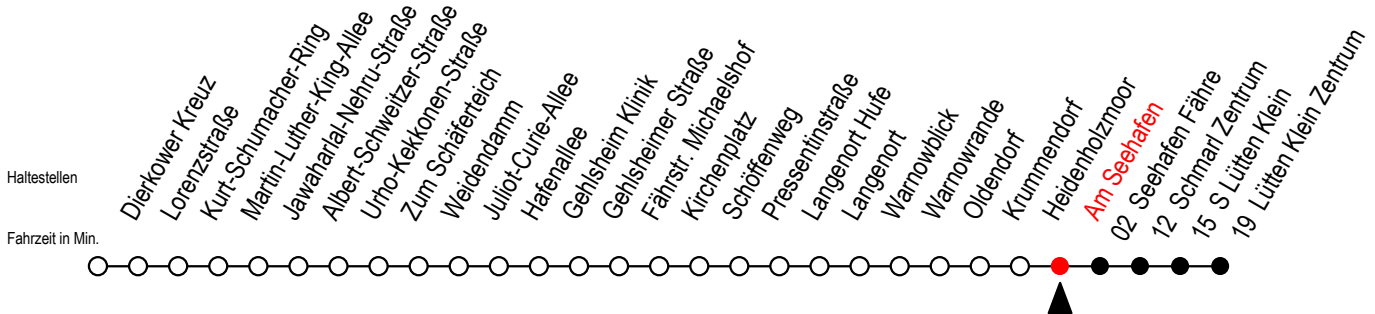 Haltestellen
Dierkower Kreuz
Lorenzstraße
Kurt-Schumacher-Ring
Martin-Luther-King-Allee
Jawaharlal-Nehru-Straße
Albert-Schweitzer-Straße
Urho-Kekkonen-Straße
Zum Schäferteich
Weidendamm
Juliot-Curie-Allee
Hafenallee
Gehlsheim Klinik
Gehlsheimer Straße
Fährstr. Michaelshof
Kirchenplatz
Schöffenweg
Pressentinstraße
Langenort Hufe
Langenort
Warnowblick
Warnowrande
Oldendorf
Krummendorf
Heidenholzmoor
Am Seehafen
02 Seehafen Fähre
12 Schmarl Zentrum
15 S Lütten Klein
19 Lütten Klein Zentrum
Fahrzeit in Min.